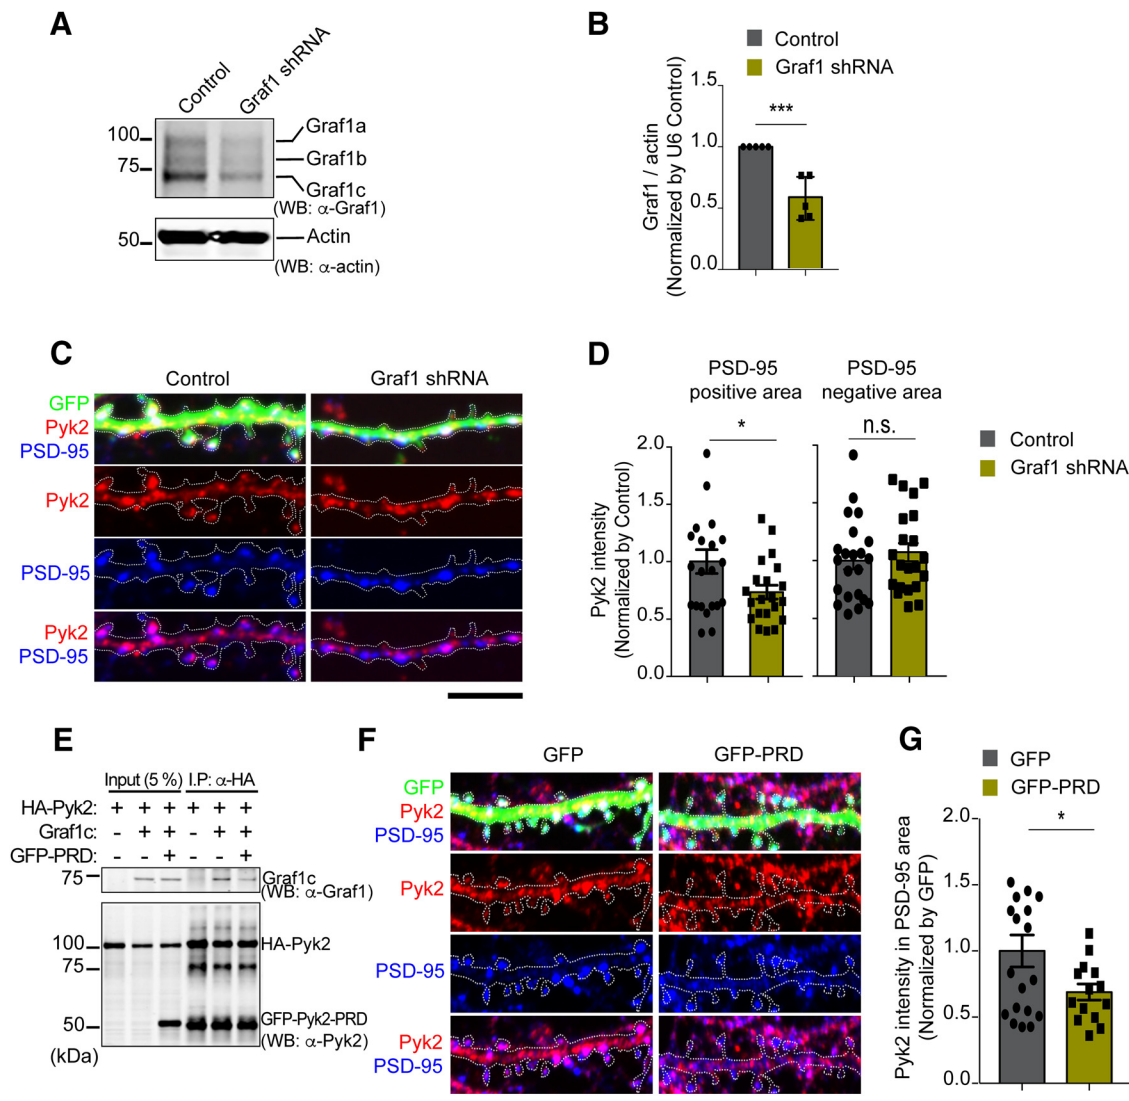 A
Control
Graf1 shRNA
100
75
Graf1a
Graf1b
Graf1c
(WB: α-Graf1)
50
Actin
(WB: α-actin)
B
Control
Graf1 shRNA
Graf1 / actin
(Normalized by U6 Control)
1.5
1.0
0.5
0.0
***
C
Control
Graf1 shRNA
GFP
Pyk2
PSD-95
Pyk2
PSD-95
Pyk2
PSD-95
D
PSD-95
positive area
PSD-95
negative area
*
n.s.
Control
Graf1 shRNA
Pyk2 intensity
(Normalized by Control)
2.0
1.5
1.0
0.5
0.0
E
Input (5 %) I.P: α-HA
HA-Pyk2: + + + + + +
Graf1c: - + + - + +
GFP-PRD: - - + - - +
75
Graf1c
(WB: α-Graf1)
100
HA-Pyk2
75
GFP-Pyk2-PRD
50
(WB: α-Pyk2)
(kDa)
F
GFP
GFP-PRD
GFP
Pyk2
PSD-95
Pyk2
PSD-95
Pyk2
PSD-95
G
GFP
GFP-PRD
Pyk2 intensity in PSD-95 area
(Normalized by GFP)
2.0
1.5
1.0
0.5
0.0
*